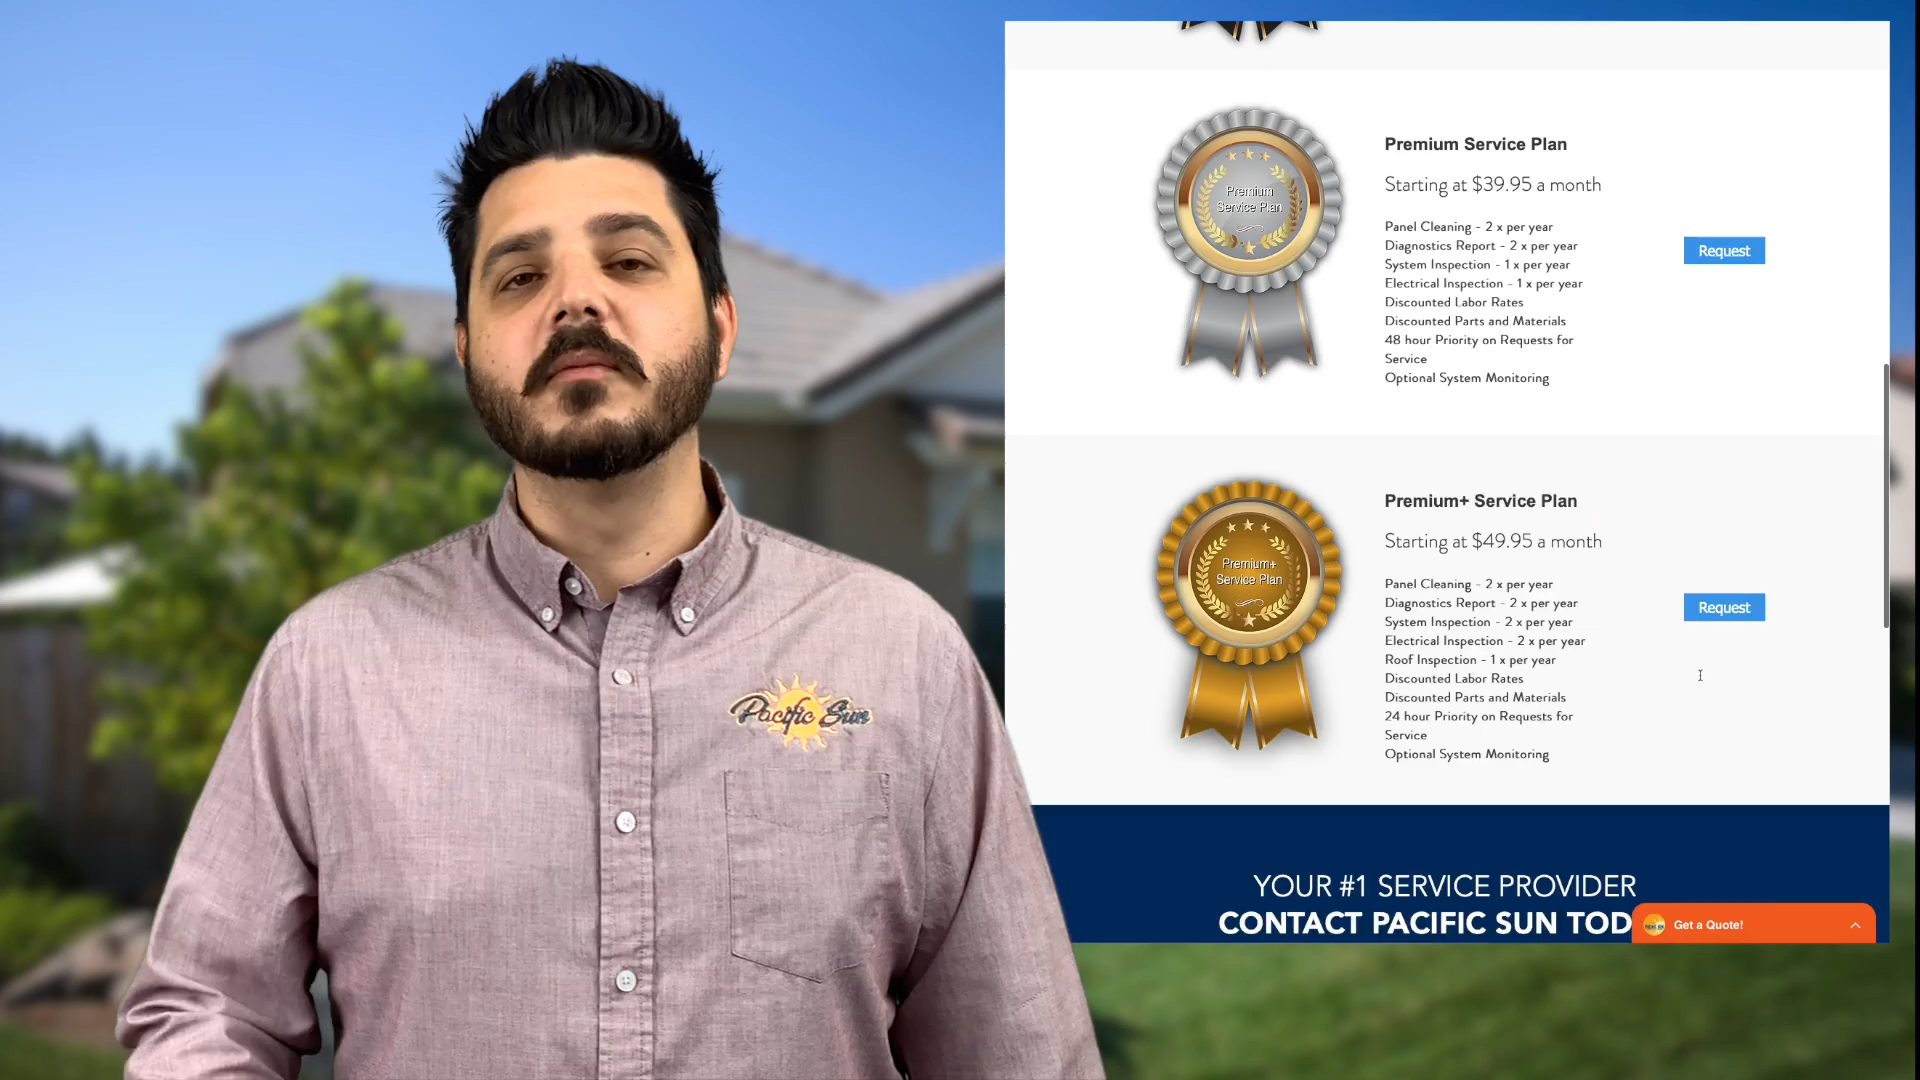 Pacific Sun
Premium
Service Plan
Premium Service Plan
Starting at $39.95 a month
Panel Cleaning - 2 x per year
Diagnostics Report - 2 x per year
System Inspection - 1 x per year
Electrical Inspection - 1 x per year
Discounted Labor Rates
Discounted Parts and Materials
48 hour Priority on Requests for
Service
Optional System Monitoring
Request
Premium+
Service Plan
Premium+ Service Plan
Starting at $49.95 a month
Panel Cleaning - 2 x per year
Diagnostics Report - 2 x per year
System Inspection - 2 x per year
Electrical Inspection - 2 x per year
Roof Inspection - 1 x per year
Discounted Labor Rates
Discounted Parts and Materials
24 hour Priority on Requests for
Service
Optional System Monitoring
Request
YOUR #1 SERVICE PROVIDER
CONTACT PACIFIC SUN TOD
Get a Quote!